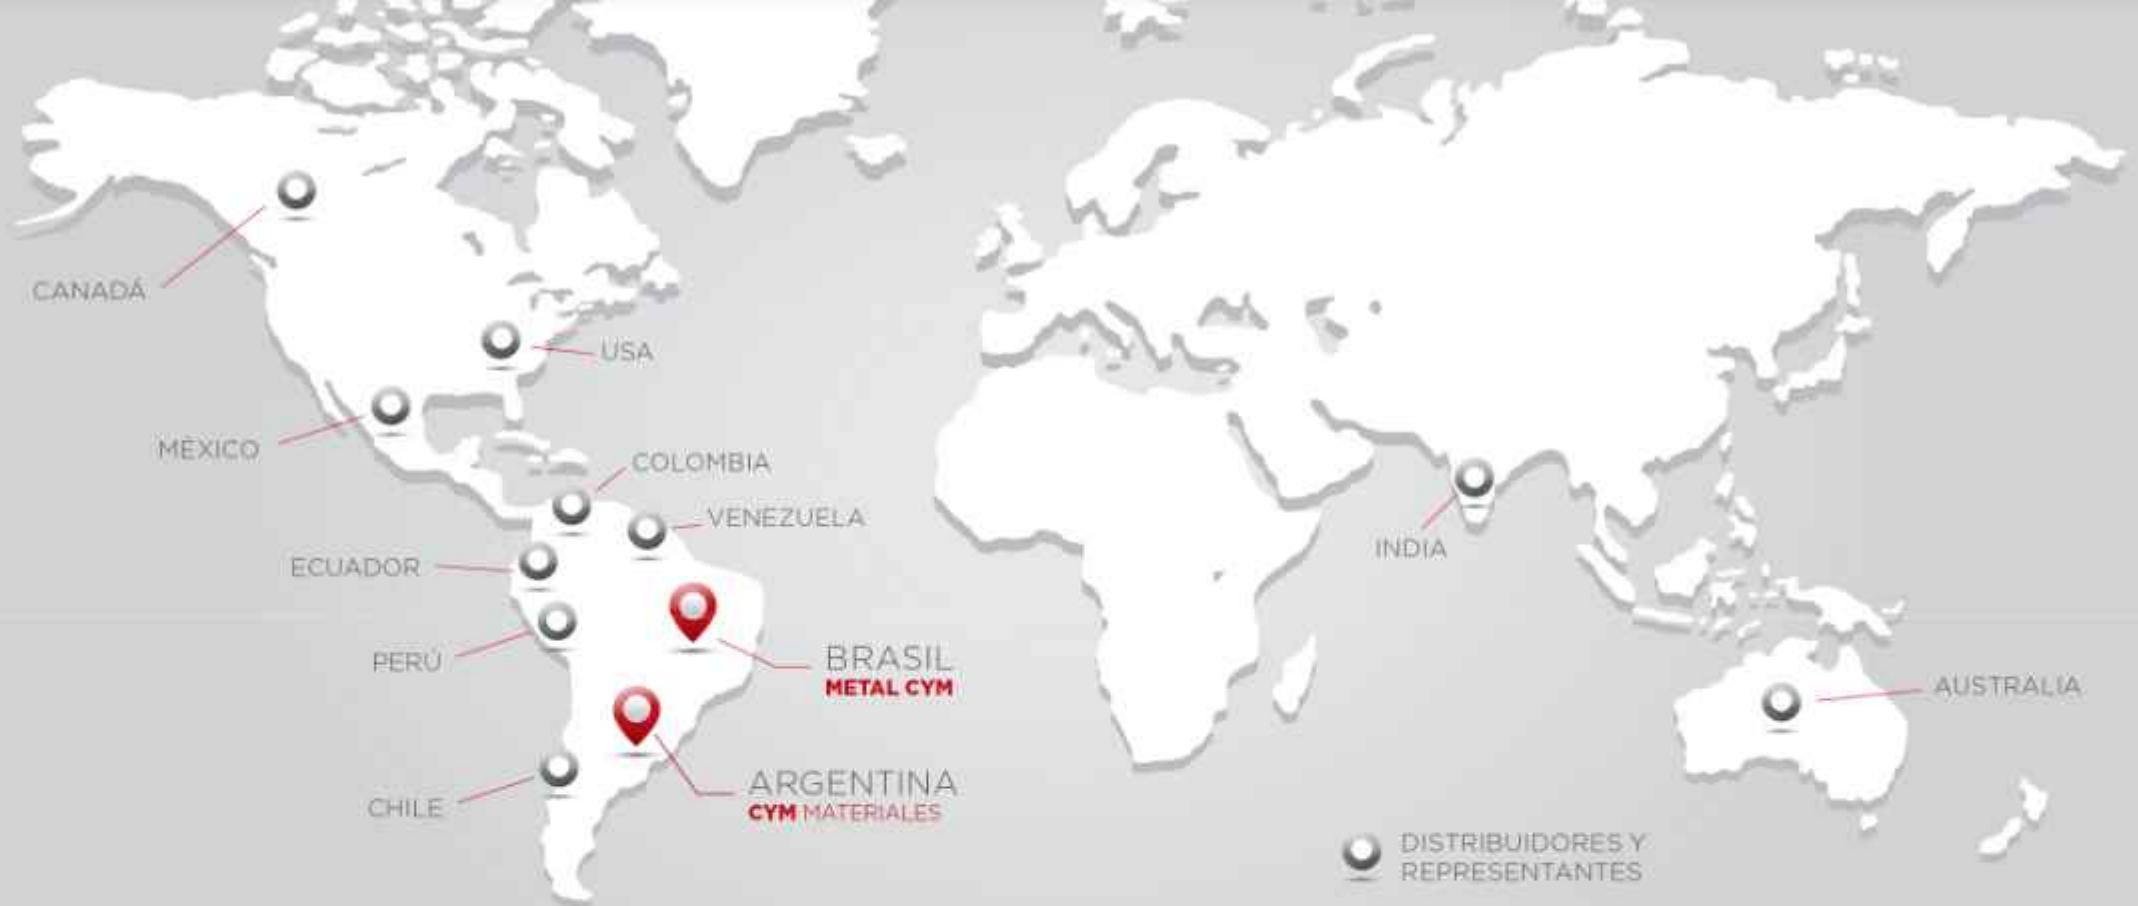 CANADÁ
USA
MÉXICO
COLOMBIA
VENEZUELA
ECUADOR
INDIA
PERÚ
BRASIL
METAL CYM
AUSTRALIA
ARGENTINA
CYM MATERIALES
CHILE
DISTRIBUIDORES Y
REPRESENTANTES